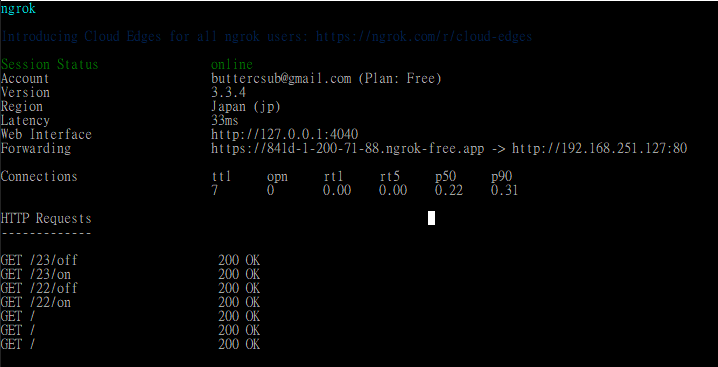 ngrok
Introducing Cloud Edges for all ngrok users: https://ngrok.com/r/cloud-edges
Session Status online
Account buttercsub@gmail.com (Plan: Free)
Version 3.3.4
Region Japan (jp)
Latency 33ms
Web Interface http://127.0.0.1:4040
Forwarding https://841d-1-200-71-88.ngrok-free.app -> http://192.168.251.127:80
Connections ttl opn rt1 rt5 p50 p90
7 0 0.00 0.00 0.22 0.31
HTTP Requests
-------------
GET /23/off 200 OK
GET /23/on 200 OK
GET /22/off 200 OK
GET /22/on 200 OK
GET / 200 OK
GET / 200 OK
GET / 200 OK